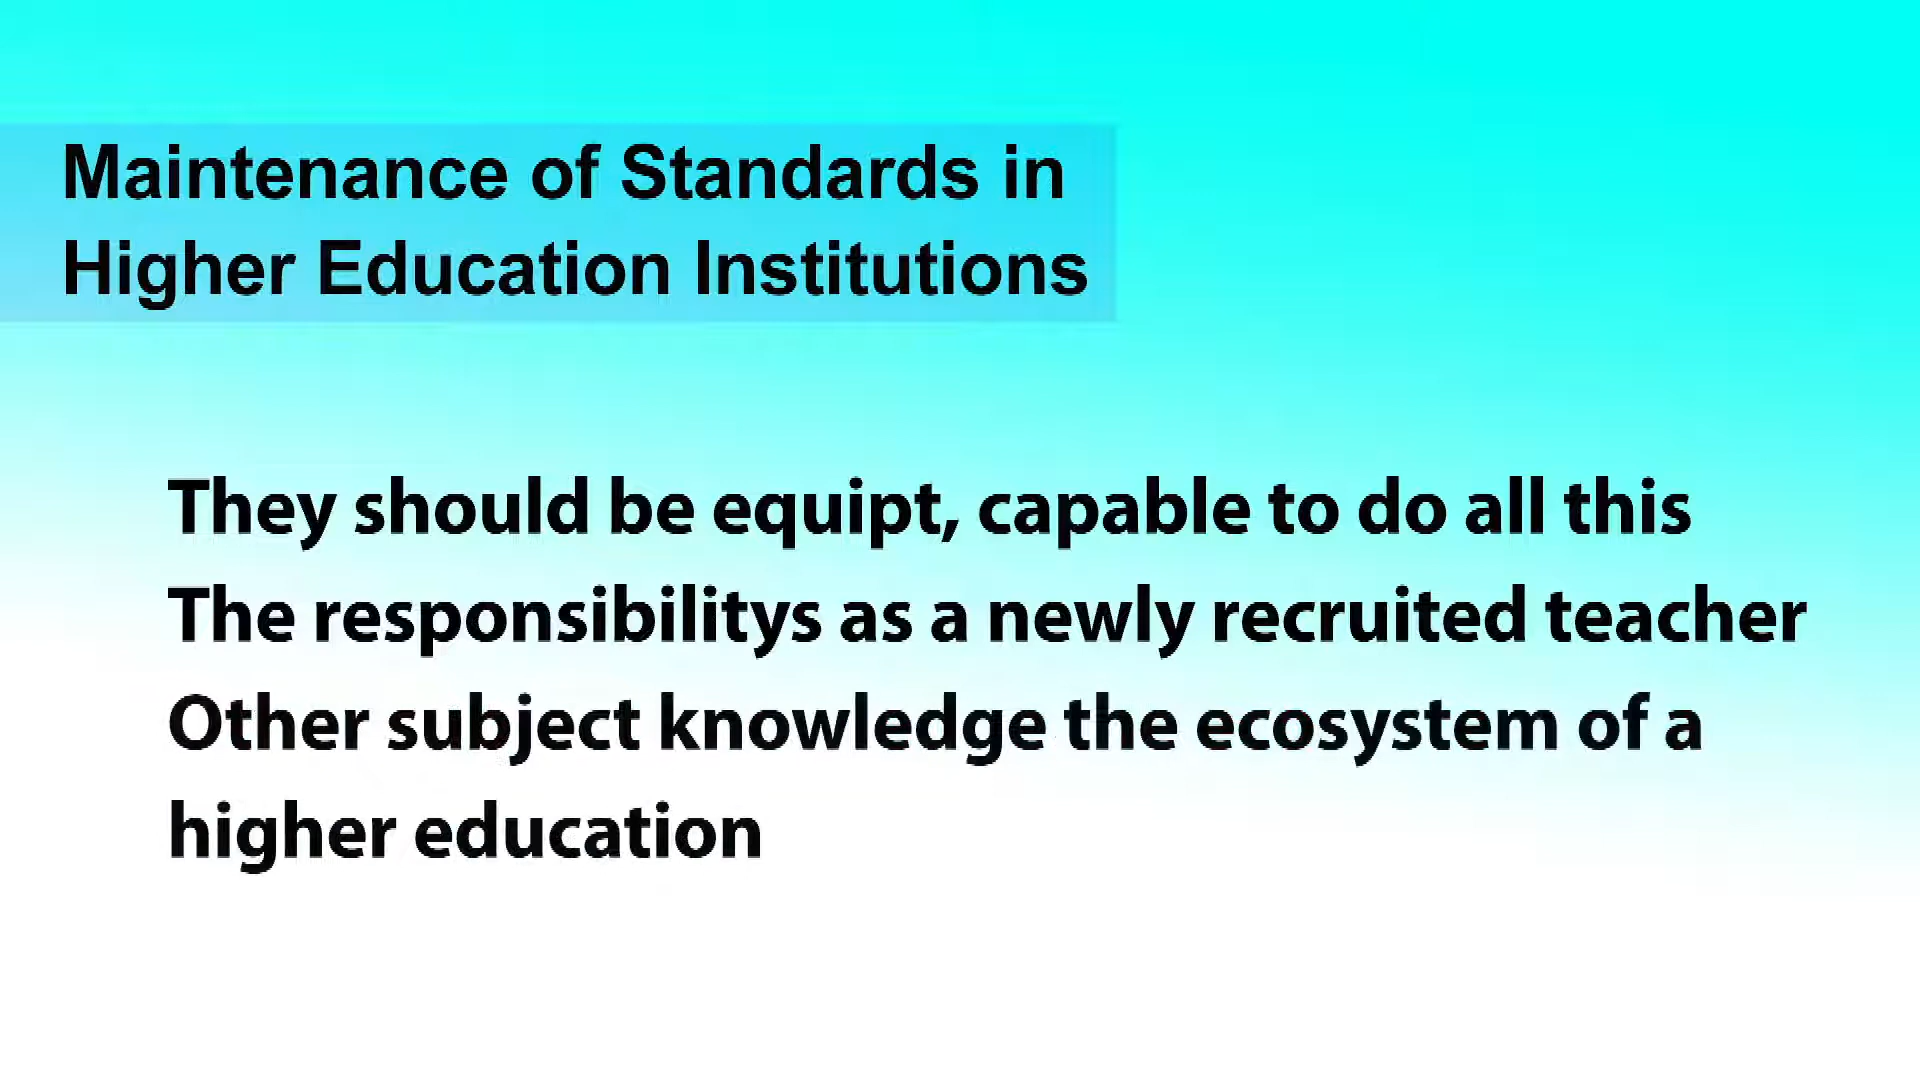 Maintenance of Standards in
Higher Education Institutions
They should be equipt, capable to do all this
The responsibilitys as a newly recruited teacher
Other subject knowledge the ecosystem of a
higher education